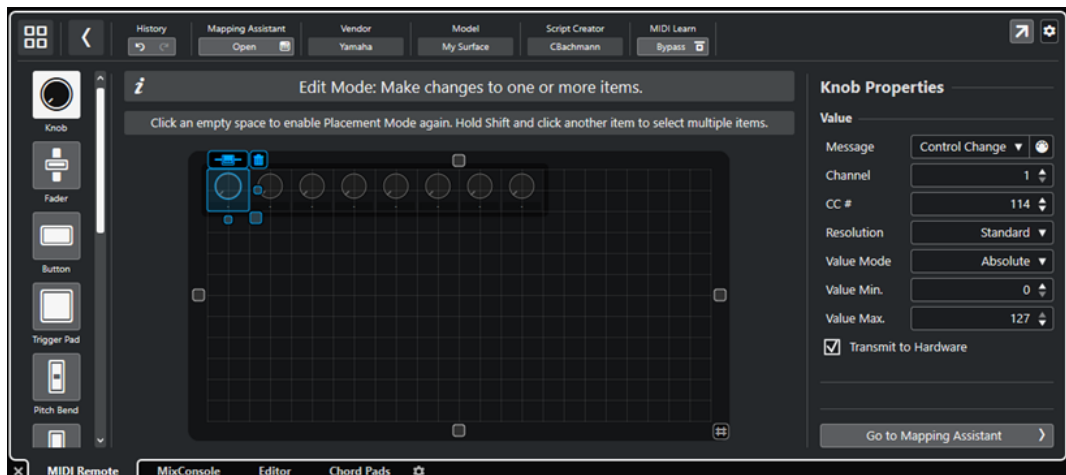 History
Mapping Assistant
Vendor
Model
Script Creator
MIDI Learn
Open
Yamaha
My Surface
CBachmann
Bypass
i
Edit Mode: Make changes to one or more items.
Click an empty space to enable Placement Mode again. Hold Shift and click another item to select multiple items.
Knob
Fader
Button
Trigger Pad
Pitch Bend
Knob Properties
Value
Message Control Change
Channel 1
CC # 114
Resolution Standard
Value Mode Absolute
Value Min. 0
Value Max. 127
Transmit to Hardware
Go to Mapping Assistant
MIDI Remote
MixConsole
Editor
Chord Pads